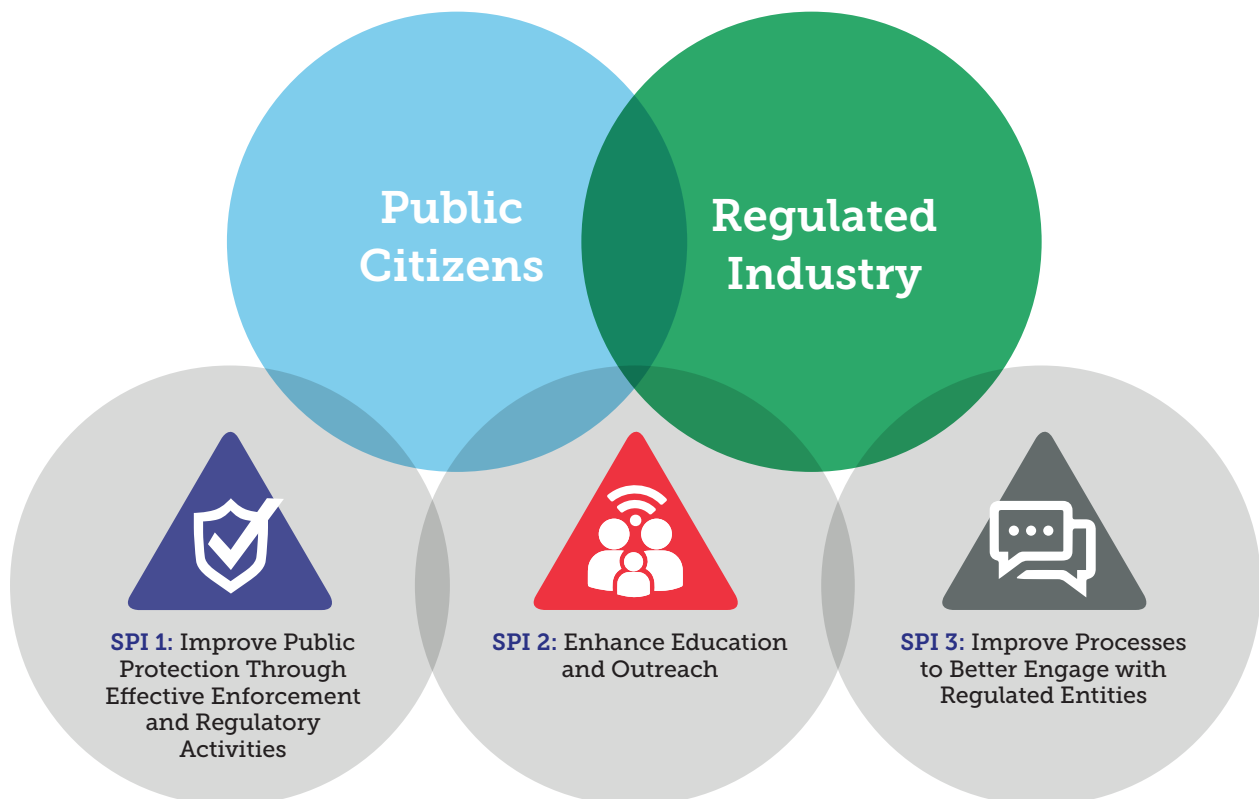 Public
Citizens
Regulated
Industry
SPI 1: Improve Public
Protection Through
Effective Enforcement
and Regulatory
Activities
SPI 2: Enhance Education
and Outreach
SPI 3: Improve Processes
to Better Engage with
Regulated Entities